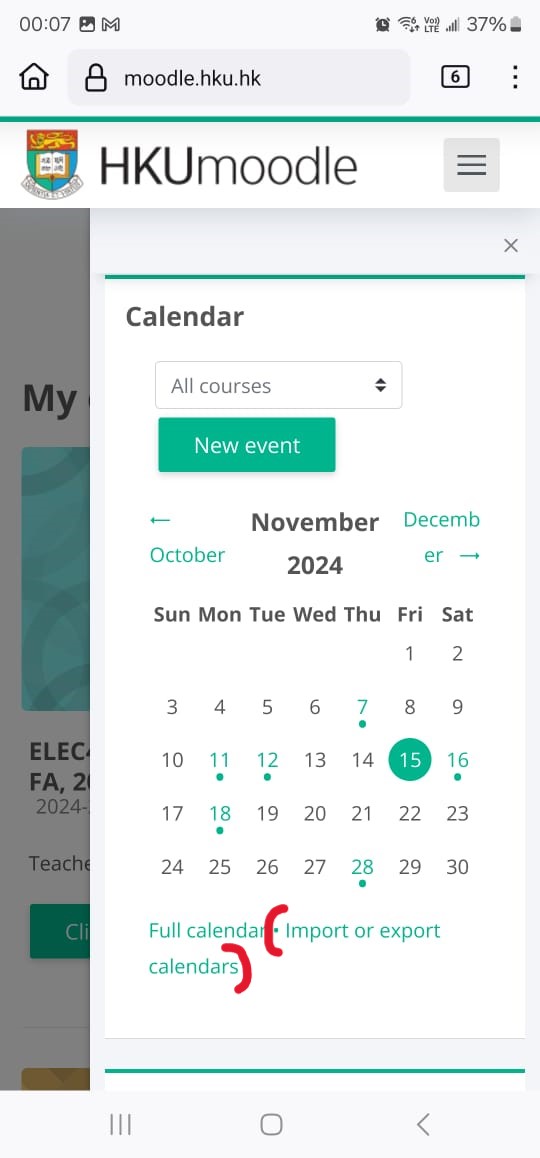 00:07 37%
moodle.hku.hk 6
HKUmoodle
Calendar
My
All courses
New event
← November Decemb
October 2024 er →
Sun Mon Tue Wed Thu Fri Sat
1 2
3 4 5 6 7 8 9
10 11 12 13 14 15 16
17 18 19 20 21 22 23
24 25 26 27 28 29 30
ELEC
FA, 20
2024-
Teache
Cli
Full calendar • Import or export
calendars